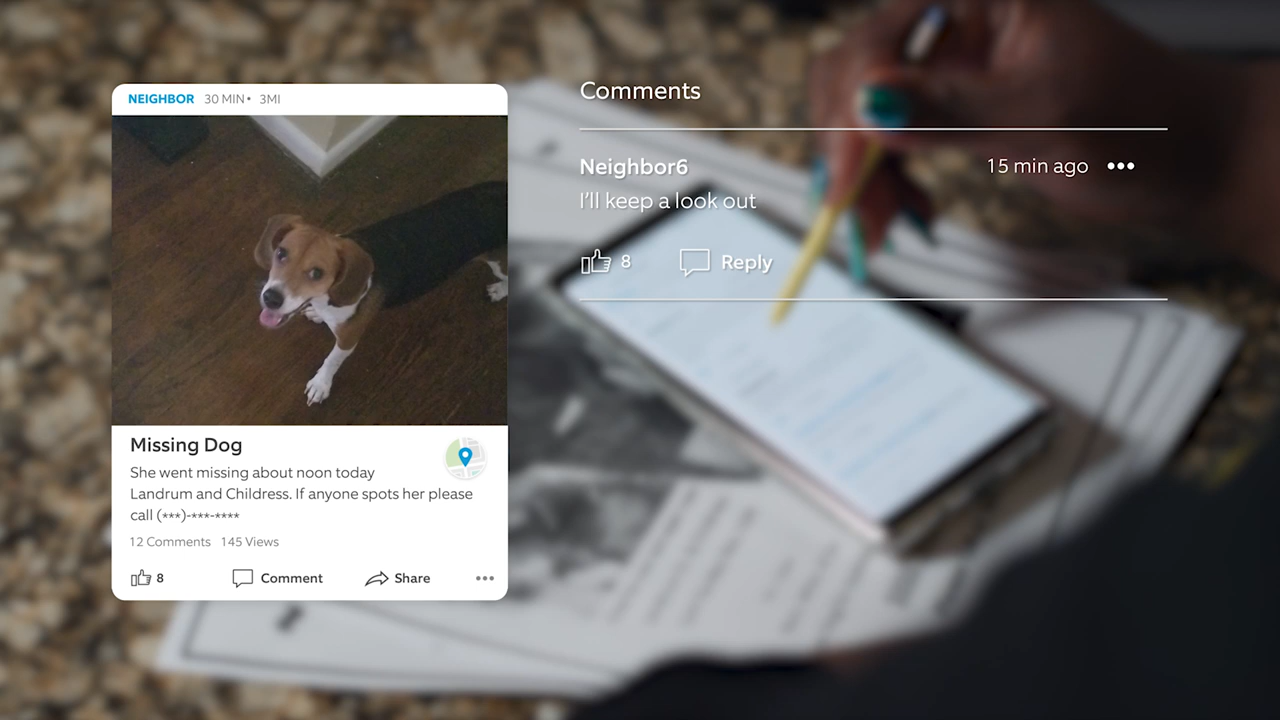 NEIGHBOR 30 MIN• 3MI
Missing Dog
She went missing about noon today
Landrum and Childress. If anyone spots her please
call (***)-***-****
12 Comments 145 Views
8 Comment Share •••
Comments
Neighbor6 15 min ago •••
I'll keep a look out
8 Reply